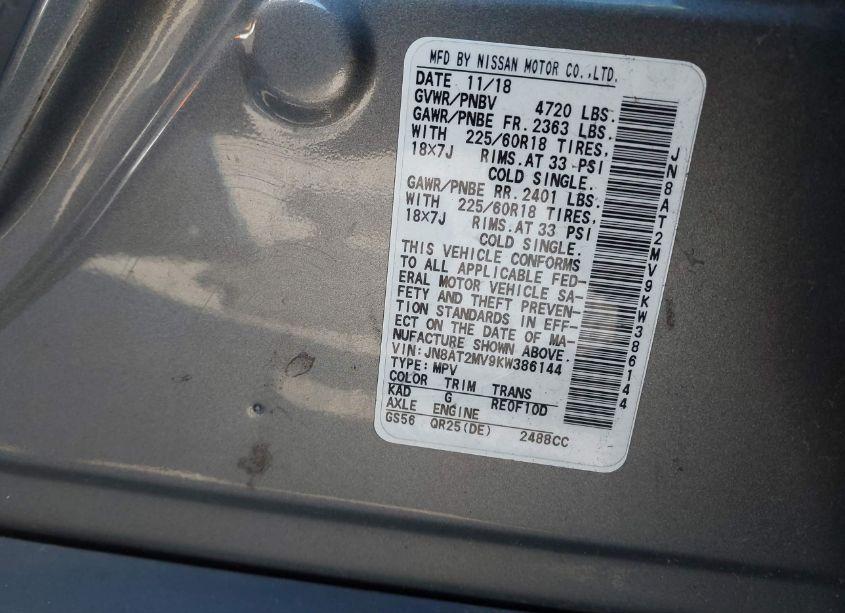 MFD BY NISSAN MOTOR CO.,LTD.
DATE 11/18
GVWR/PNBV 4720 LBS.
GAWR/PNBE FR. 2363 LBS.
WITH 225/60R18 TIRES,
18X7J RIMS.AT 33 PSI
COLD SINGLE.
GAWR/PNBE RR. 2401 LBS.
WITH 225/60R18 TIRES,
18X7J RIMS.AT 33 PSI
COLD SINGLE.
THIS VEHICLE CONFORMS
TO ALL APPLICABLE FED-
ERAL MOTOR VEHICLE SA-
FETY AND THEFT PREVEN-
TION STANDARDS IN EFF-
ECT ON THE DATE OF MA-
NUFACTURE SHOWN ABOVE.
VIN:JN8AT2MV9KW386144
TYPE:MPV
COLOR TRIM TRANS
KAD G RE0F10D
AXLE ENGINE
GS56 QR25(DE) 2488CC
JN8AT2MV9KW386144